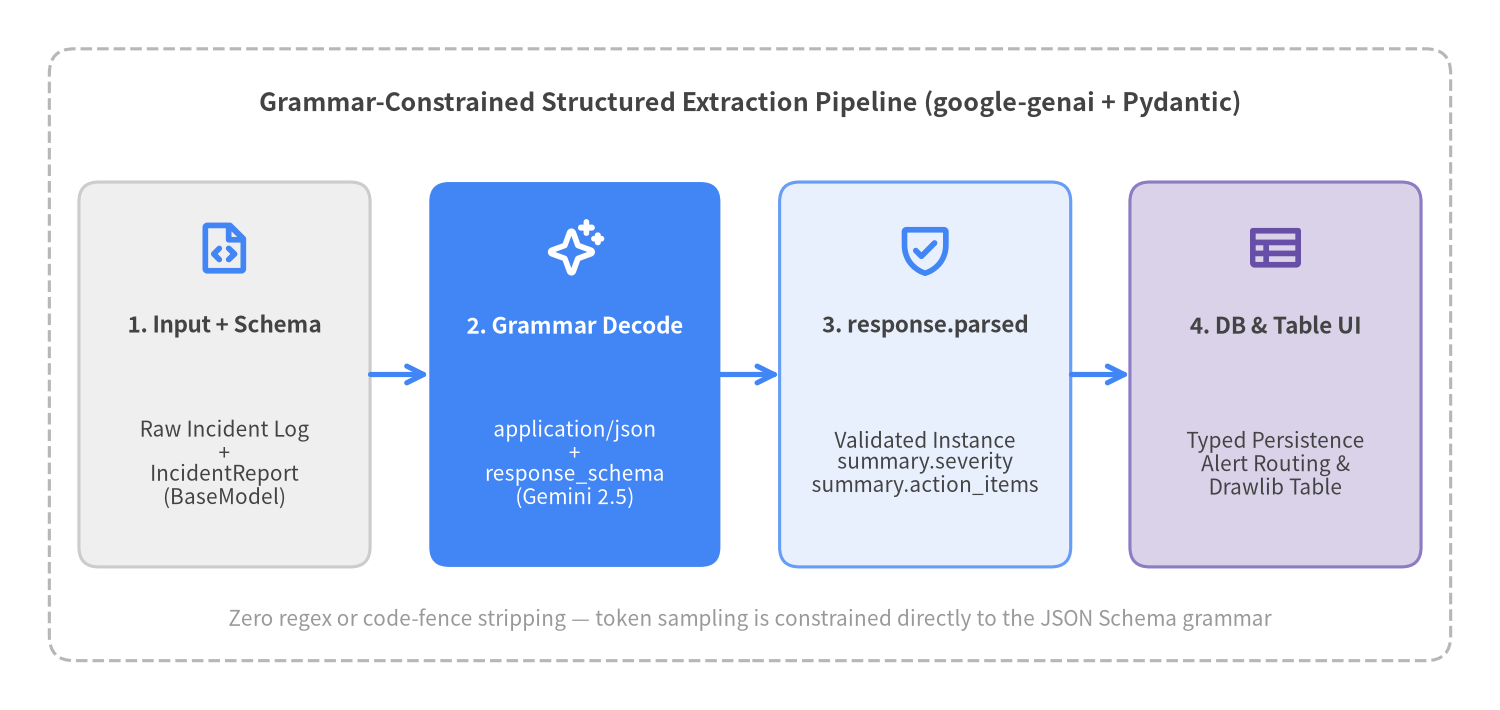 Grammar-Constrained Structured Extraction Pipeline (google-genai + Pydantic)
1. Input + Schema
Raw Incident Log
+
IncidentReport
(BaseModel)
2. Grammar Decode
application/json
+
response_schema
(Gemini 2.5)
3. response.parsed
Validated Instance
summary.severity
summary.action_items
4. DB & Table UI
Typed Persistence
Alert Routing &
Drawlib Table
Zero regex or code-fence stripping — token sampling is constrained directly to the JSON Schema grammar